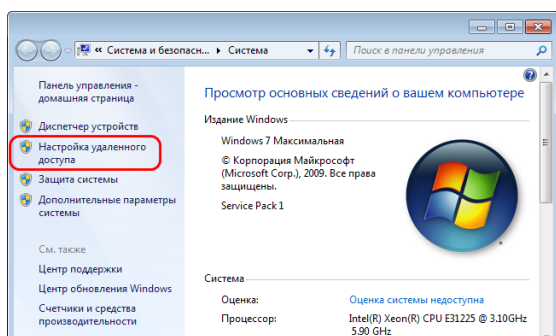 « Система и безопасн... ▸ Система
Поиск в панели управления
Панель управления -
домашняя страница
Диспетчер устройств
Настройка удаленного
доступа
Защита системы
Дополнительные параметры
системы
См. также
Центр поддержки
Центр обновления Windows
Счетчики и средства
производительности
Просмотр основных сведений о вашем компьютере
Издание Windows
Windows 7 Максимальная
© Корпорация Майкрософт
(Microsoft Corp.), 2009. Все права
защищены.
Service Pack 1
Система
Оценка: Оценка системы недоступна
Процессор: Intel(R) Xeon(R) CPU E31225 @ 3.10GHz
5.90 GHz